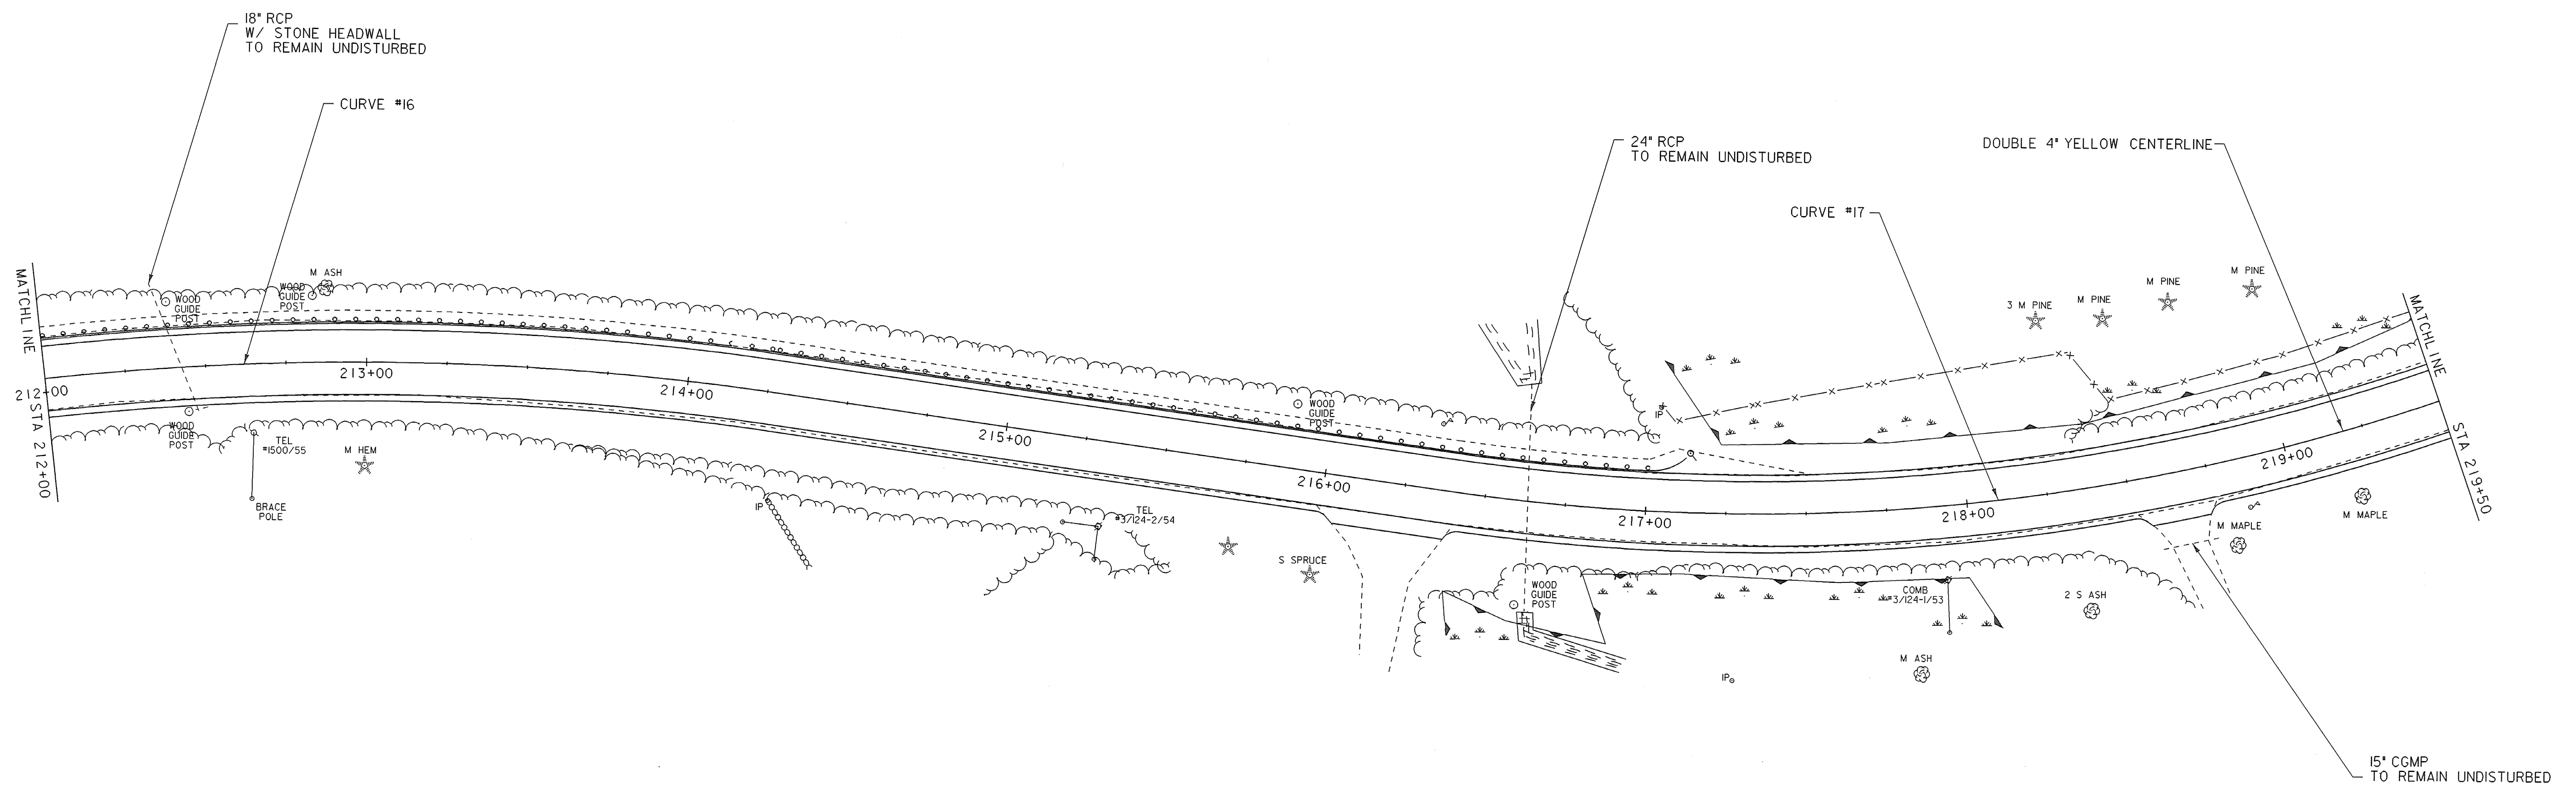 18" RCP
W/ STONE HEADWALL
TO REMAIN UNDISTURBED
CURVE #16
24" RCP
TO REMAIN UNDISTURBED
DOUBLE 4" YELLOW CENTERLINE
CURVE #17
MATCHLINE
STA 212+00
212+00
WOOD
GUIDE
POST
WOOD
GUIDE
POST
M ASH
213+00
214+00
215+00
216+00
217+00
218+00
219+00
WOOD
GUIDE
POST
TEL
#1500/55
M HEM
BRACE
POLE
IP
TEL
#3/124-2/54
S SPRUCE
WOOD
GUIDE
POST
IP
3 M PINE
M PINE
M PINE
M PINE
MATCHLINE
STA 219+50
WOOD
GUIDE
POST
COMB
#3/124-1/53
2 S ASH
M ASH
IP
M MAPLE
M MAPLE
15" CGMP
TO REMAIN UNDISTURBED